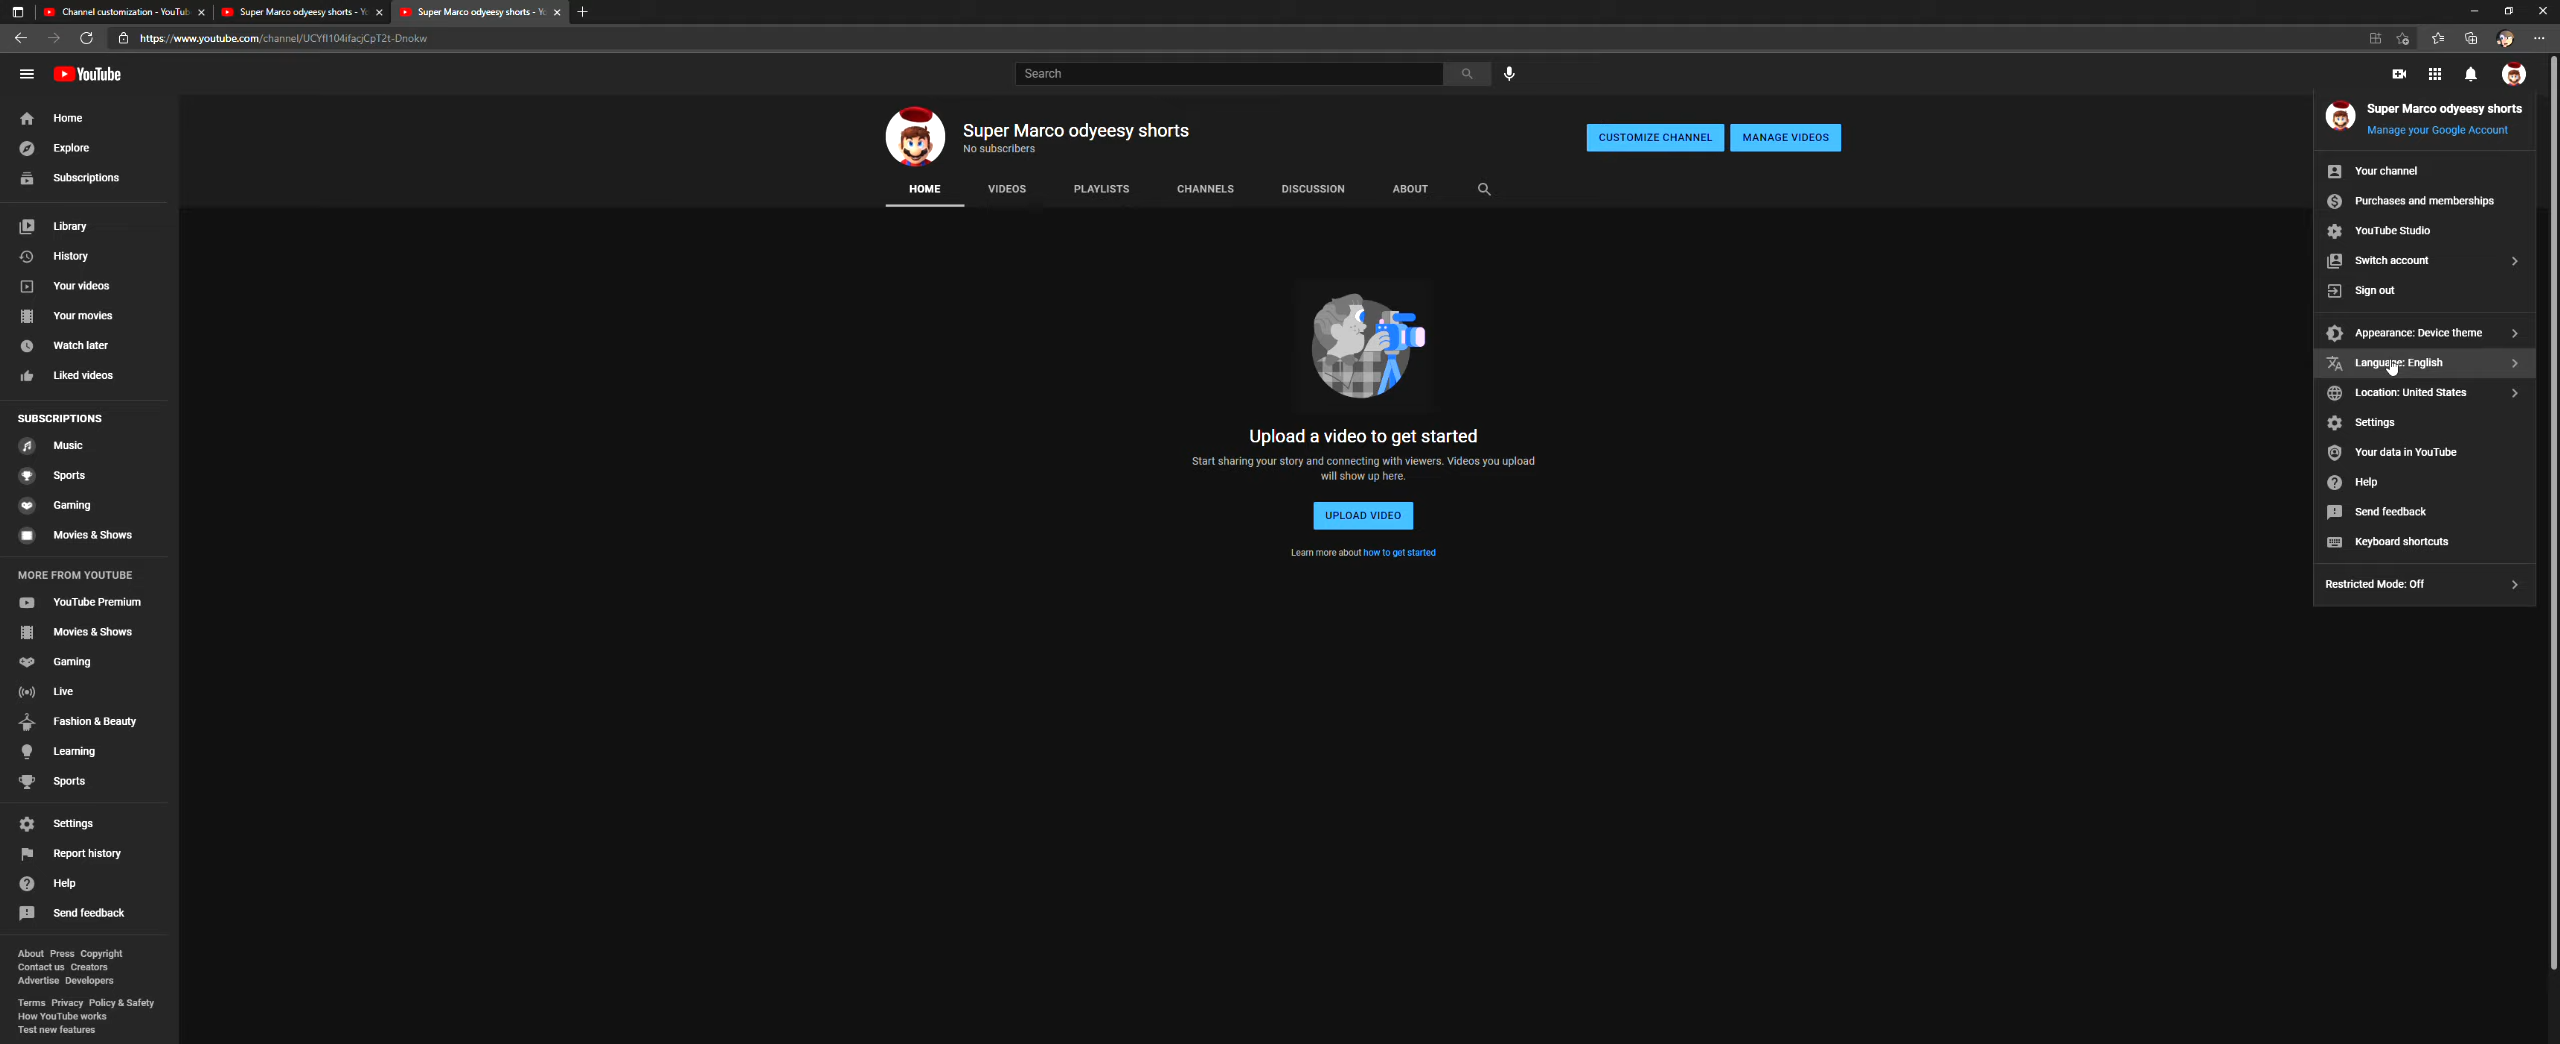 Channel customization - YouTub
Super Marco odyeesy shorts - Yo
Super Marco odyeesy shorts - Yo
https://www.youtube.com/channel/UCYfl104ifacjCpT2t-Dnokw
YouTube
Search
Home
Explore
Subscriptions
Library
History
Your videos
Your movies
Watch later
Liked videos
SUBSCRIPTIONS
Music
Sports
Gaming
Movies & Shows
MORE FROM YOUTUBE
YouTube Premium
Movies & Shows
Gaming
Live
Fashion & Beauty
Learning
Sports
Settings
Report history
Help
Send feedback
About Press Copyright
Contact us Creators
Advertise Developers
Terms Privacy Policy & Safety
How YouTube works
Test new features
Super Marco odyeesy shorts
No subscribers
CUSTOMIZE CHANNEL
MANAGE VIDEOS
HOME
VIDEOS
PLAYLISTS
CHANNELS
DISCUSSION
ABOUT
Upload a video to get started
Start sharing your story and connecting with viewers. Videos you upload
will show up here.
UPLOAD VIDEO
Learn more about how to get started
Super Marco odyeesy shorts
Manage your Google Account
Your channel
Purchases and memberships
YouTube Studio
Switch account
Sign out
Appearance: Device theme
Language: English
Location: United States
Settings
Your data in YouTube
Help
Send feedback
Keyboard shortcuts
Restricted Mode: Off